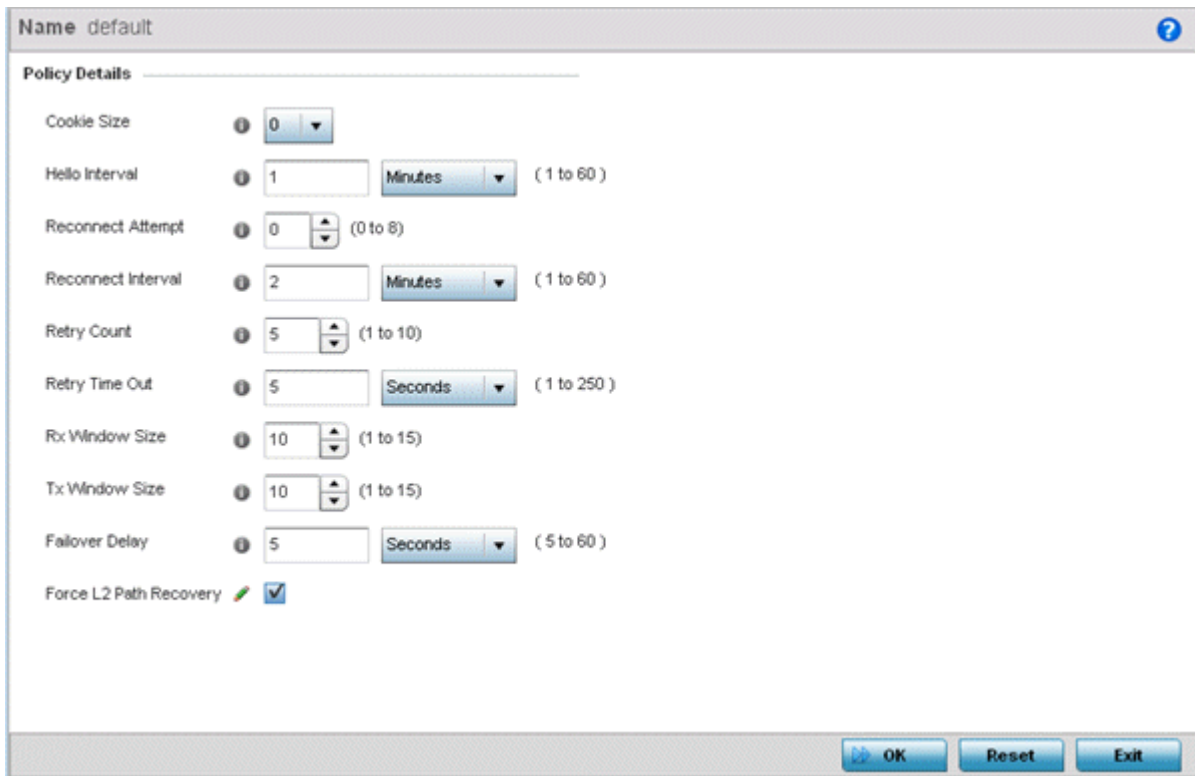 Name default
?
Policy Details
Cookie Size 0
Hello Interval 1 Minutes ( 1 to 60 )
Reconnect Attempt 0 (0 to 8)
Reconnect Interval 2 Minutes ( 1 to 60 )
Retry Count 5 (1 to 10)
Retry Time Out 5 Seconds ( 1 to 250 )
Rx Window Size 10 (1 to 15)
Tx Window Size 10 (1 to 15)
Failover Delay 5 Seconds ( 5 to 60 )
Force L2 Path Recovery
OK Reset Exit